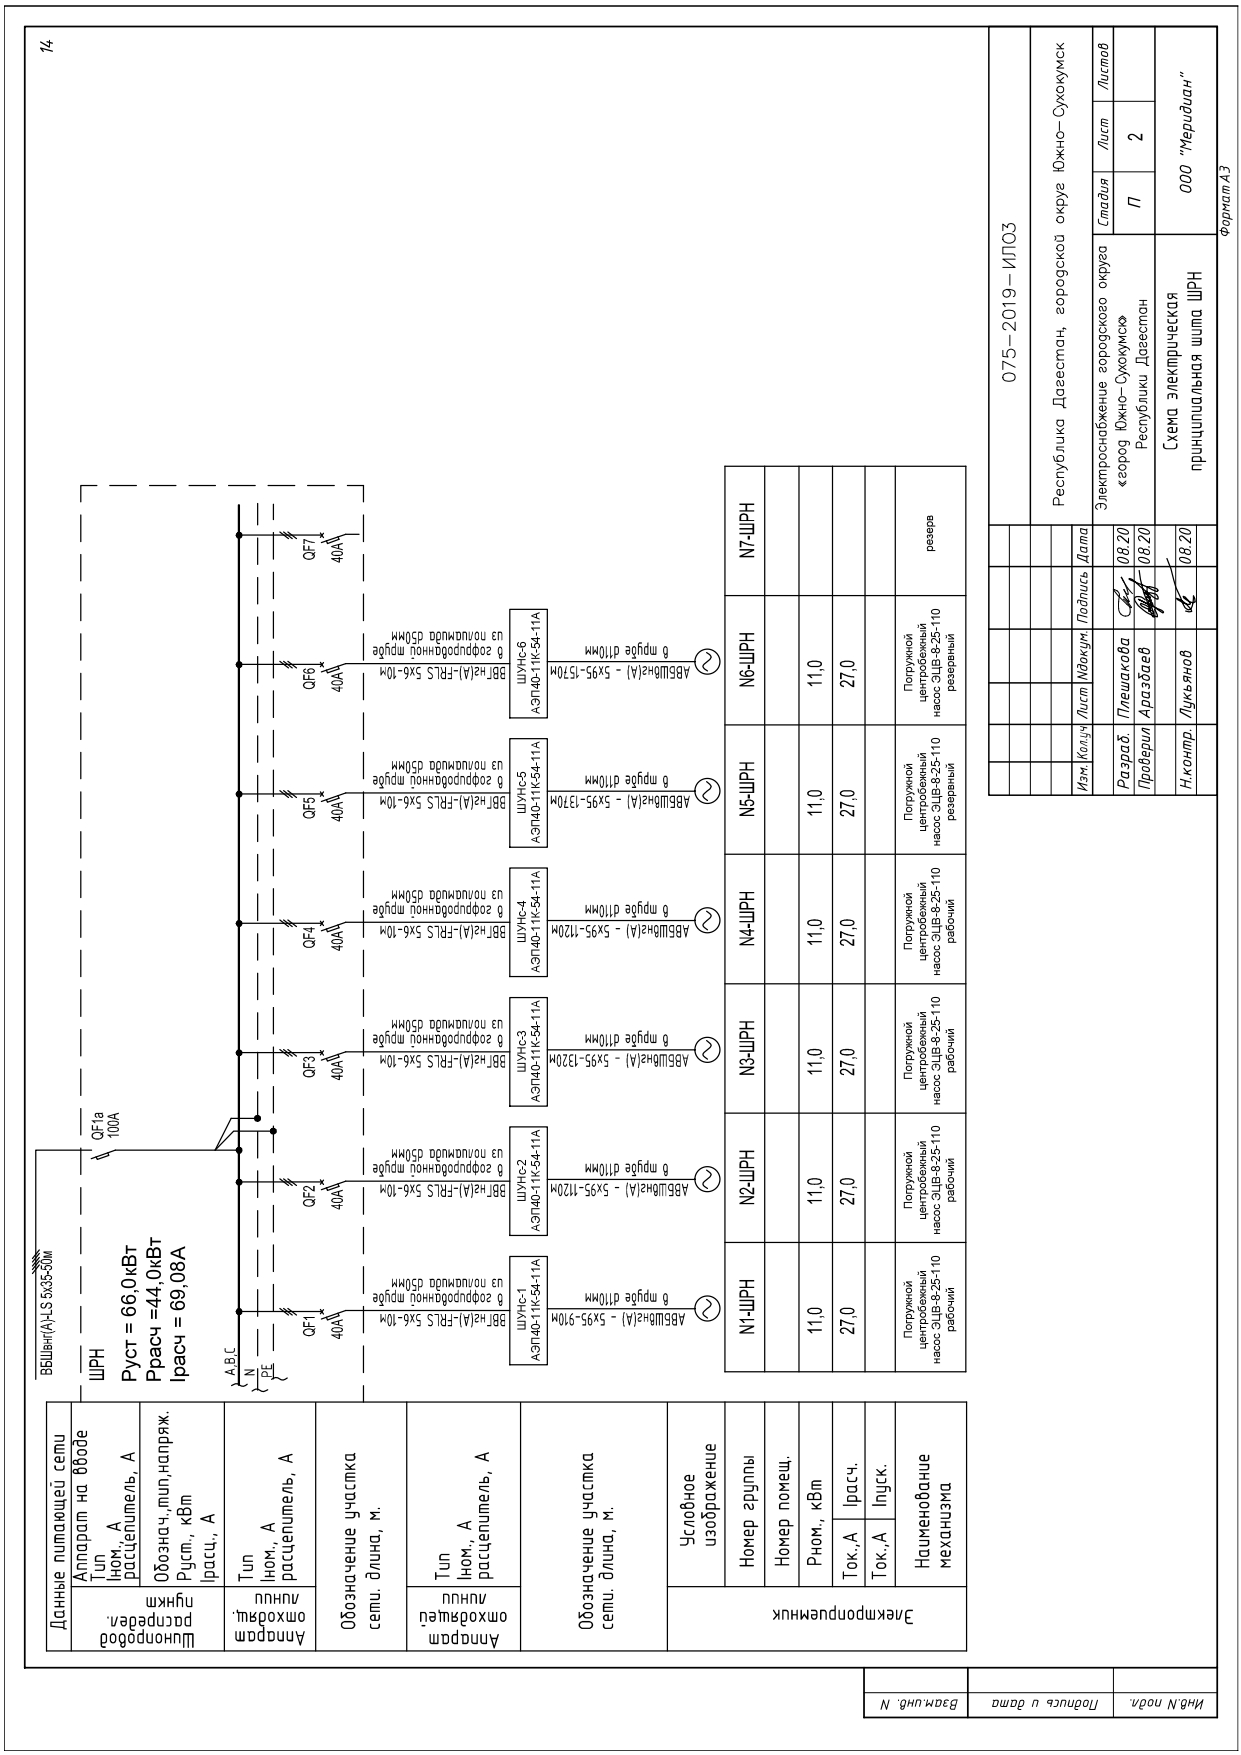 14
Данные питающей сети
Шинопровод
распредел.
пункт
Аппарат на вводе
Тип
Iном., А
расцепитель, А
Обознач.,тип,напряж.
Руст., кВт
Iрасц., А
Аппарат
отходящ.
линии
Тип
Iном., А
расцепитель, А
Обозначение участка
сети. длина, м.
Аппарат
отходящей
линии
Тип
Iном., А
расцепитель, А
Обозначение участка
сети. длина, м.
Электроприемник
Условное
изображение
Номер группы
Номер помещ.
Рном., кВт
Ток.,А Iрасч.
Ток.,А Iпуск.
Наименование
механизма
ВБШвнг(А)-LS 5х35-50м
ШРН
Руст = 66,0кВт
Ррасч =44,0кВт
Iрасч = 69,08А
QF1а
100А
А,В,С
N
PE
QF1
40А
QF2
40А
QF3
40А
QF4
40А
QF5
40А
QF6
40А
QF7
40А
ВВГнг(А)-FRLS 5х6-10м
в гофрированной трубе
из полиамида d50мм
ВВГнг(А)-FRLS 5х6-10м
в гофрированной трубе
из полиамида d50мм
ВВГнг(А)-FRLS 5х6-10м
в гофрированной трубе
из полиамида d50мм
ВВГнг(А)-FRLS 5х6-10м
в гофрированной трубе
из полиамида d50мм
ВВГнг(А)-FRLS 5х6-10м
в гофрированной трубе
из полиамида d50мм
ВВГнг(А)-FRLS 5х6-10м
в гофрированной трубе
из полиамида d50мм
ШУНс-1
АЭП40-11К-54-11А
ШУНс-2
АЭП40-11К-54-11А
ШУНс-3
АЭП40-11К-54-11А
ШУНс-4
АЭП40-11К-54-11А
ШУНс-5
АЭП40-11К-54-11А
ШУНс-6
АЭП40-11К-54-11А
АВБШвнг(А) - 5х95-910м
в трубе d110мм
АВБШвнг(А) - 5х95-1120м
в трубе d110мм
АВБШвнг(А) - 5х95-1320м
в трубе d110мм
АВБШвнг(А) - 5х95-1120м
в трубе d110мм
АВБШвнг(А) - 5х95-1370м
в трубе d110мм
АВБШвнг(А) - 5х95-1570м
в трубе d110мм
N1-ШРН N2-ШРН N3-ШРН N4-ШРН N5-ШРН N6-ШРН N7-ШРН
11,0 11,0 11,0 11,0 11,0 11,0
27,0 27,0 27,0 27,0 27,0 27,0
Погружной
центробежный
насос ЭЦВ-8-25-110
рабочий
Погружной
центробежный
насос ЭЦВ-8-25-110
рабочий
Погружной
центробежный
насос ЭЦВ-8-25-110
рабочий
Погружной
центробежный
насос ЭЦВ-8-25-110
рабочий
Погружной
центробежный
насос ЭЦВ-8-25-110
резервный
Погружной
центробежный
насос ЭЦВ-8-25-110
резервный
резерв
075-2019-ИЛО3
Республика Дагестан, городской округ Южно-Сухокумск
Изм. Кол.уч Лист Nдокум. Подпись Дата
Разраб. Плешакова 08.20
Проверил Аразбаев 08.20
Н.контр. Лукьянов 08.20
Электроснабжение городского округа
«город Южно-Сухокумск»
Республики Дагестан
Стадия Лист Листов
П 2
Схема электрическая
принципиальная щита ШРН
ООО "Меридиан"
Формат А3
Взам.инв. N
Подпись и дата
Инв.N подл.